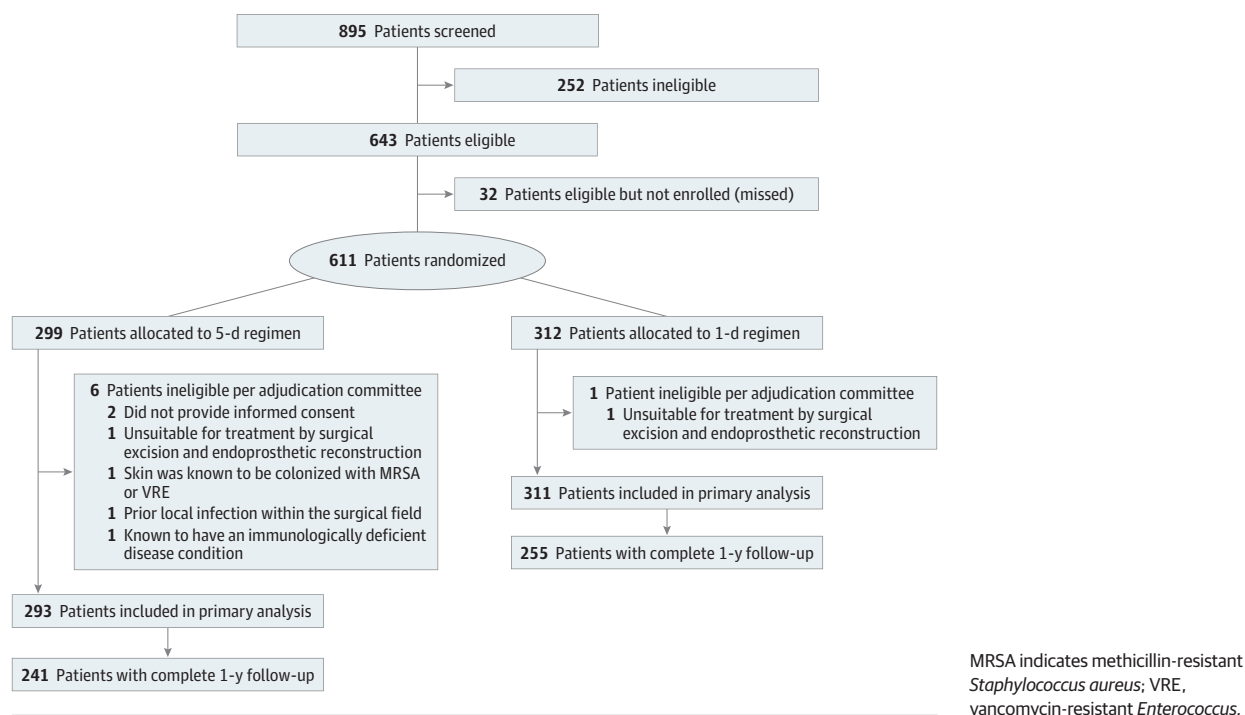 895 Patients screened
252 Patients ineligible
643 Patients eligible
32 Patients eligible but not enrolled (missed)
611 Patients randomized
299 Patients allocated to 5-d regimen
6 Patients ineligible per adjudication committee
2 Did not provide informed consent
1 Unsuitable for treatment by surgical
excision and endoprosthetic reconstruction
1 Skin was known to be colonized with MRSA
or VRE
1 Prior local infection within the surgical field
1 Known to have an immunologically deficient
disease condition
293 Patients included in primary analysis
241 Patients with complete 1-y follow-up
312 Patients allocated to 1-d regimen
1 Patient ineligible per adjudication committee
1 Unsuitable for treatment by surgical
excision and endoprosthetic reconstruction
311 Patients included in primary analysis
255 Patients with complete 1-y follow-up
MRSA indicates methicillin-resistant
Staphylococcus aureus; VRE,
vancomycin-resistant Enterococcus.